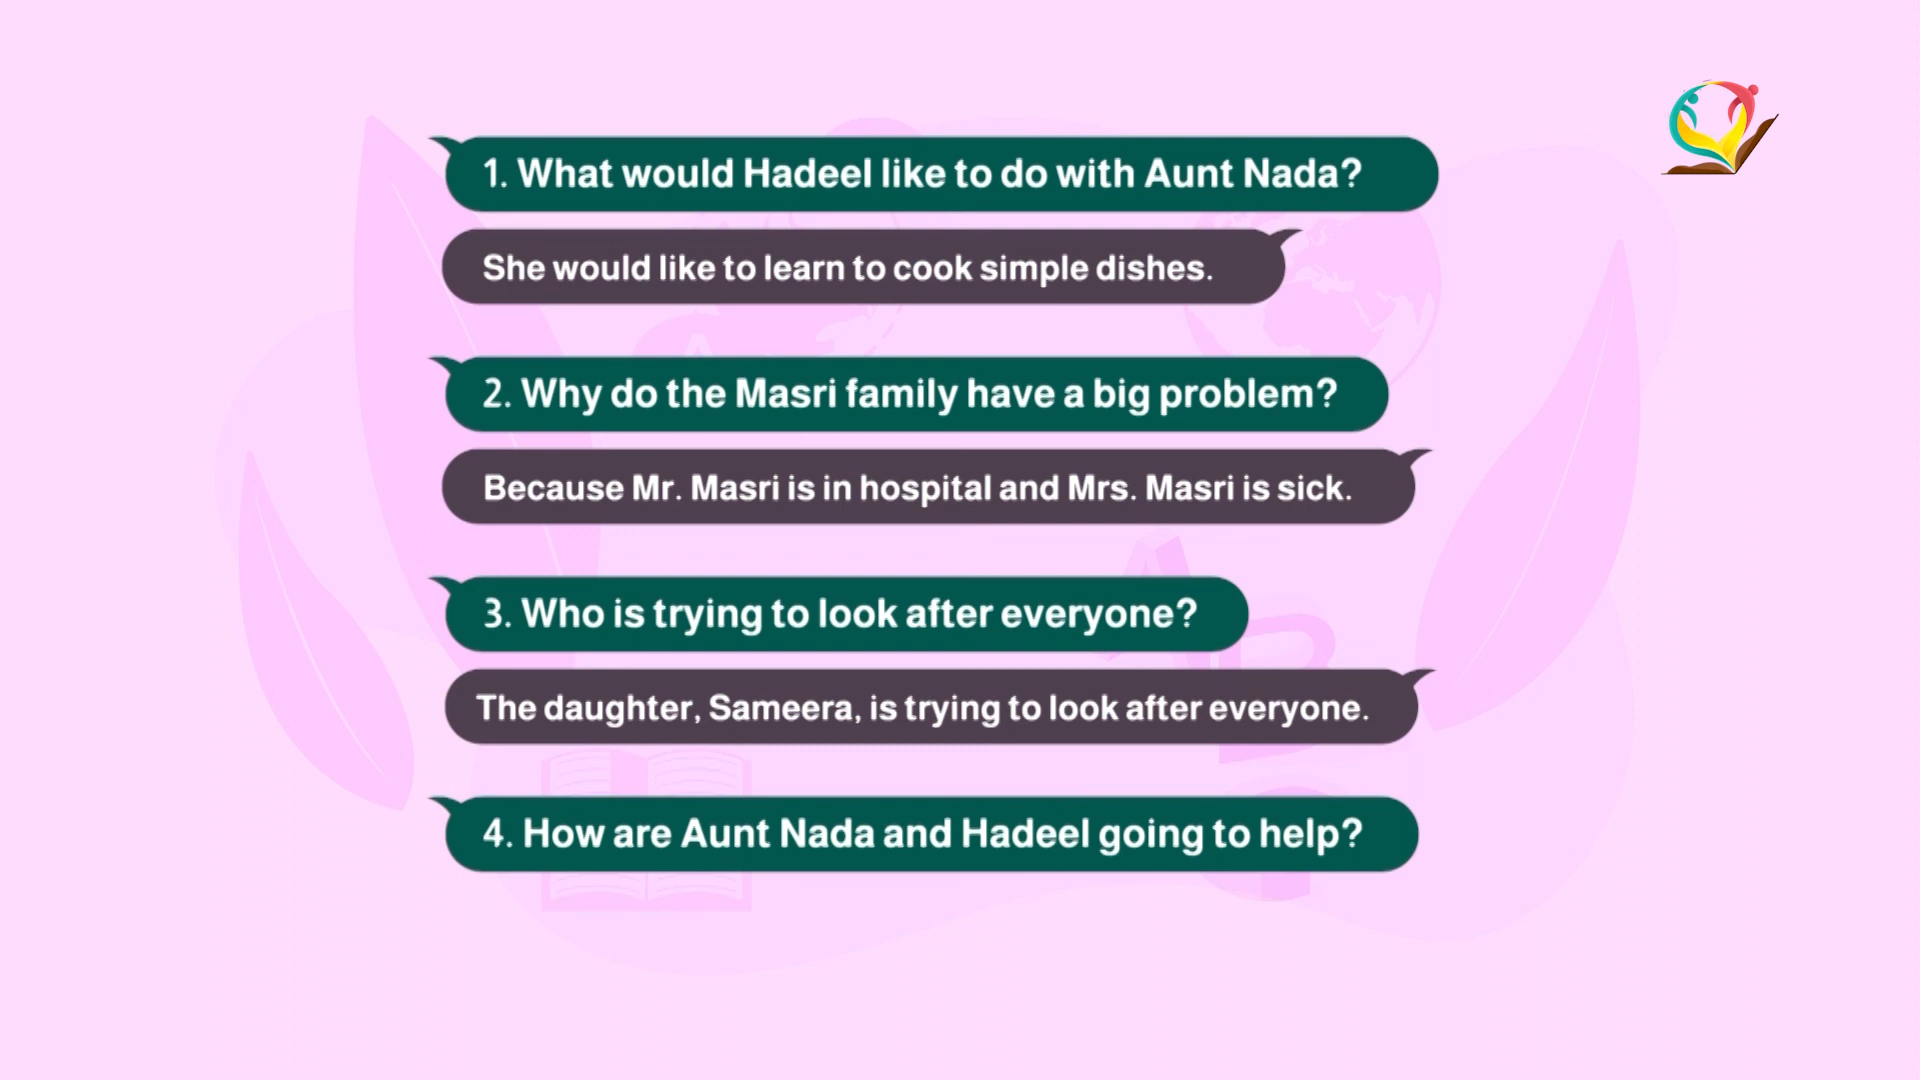 1. What would Hadeel like to do with Aunt Nada?
She would like to learn to cook simple dishes.
2. Why do the Masri family have a big problem?
Because Mr. Masri is in hospital and Mrs. Masri is sick.
3. Who is trying to look after everyone?
The daughter, Sameera, is trying to look after everyone.
4. How are Aunt Nada and Hadeel going to help?